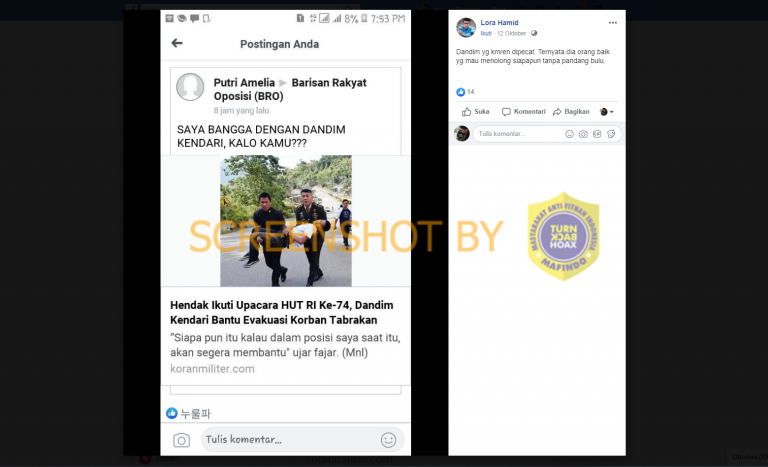 8% 7:53 PM
Postingan Anda
Putri Amelia ▶ Barisan Rakyat
Oposisi (BRO)
8 jam yang lalu
SAYA BANGGA DENGAN DANDIM
KENDARI, KALO KAMU???
Hendak Ikuti Upacara HUT RI Ke-74, Dandim
Kendari Bantu Evakuasi Korban Tabrakan
"Siapa pun itu kalau dalam posisi saya saat itu,
akan segera membantu" ujar fajar. (Mnl)
koranmiliter.com
누룰파
Tulis komentar...
SCREENSHOT BY
MASYARAKAT ANTI FITNAH INDONESIA
TURN
BACK
HOAX
MAFINDO
Lora Hamid
Ikuti · 12 Oktober ·
Dandim yg kmren dipecat. Ternyata dia orang baik
yg mau menolong siapapun tanpa pandang bulu.
14
Suka Komentari Bagikan
Tulis komentar...